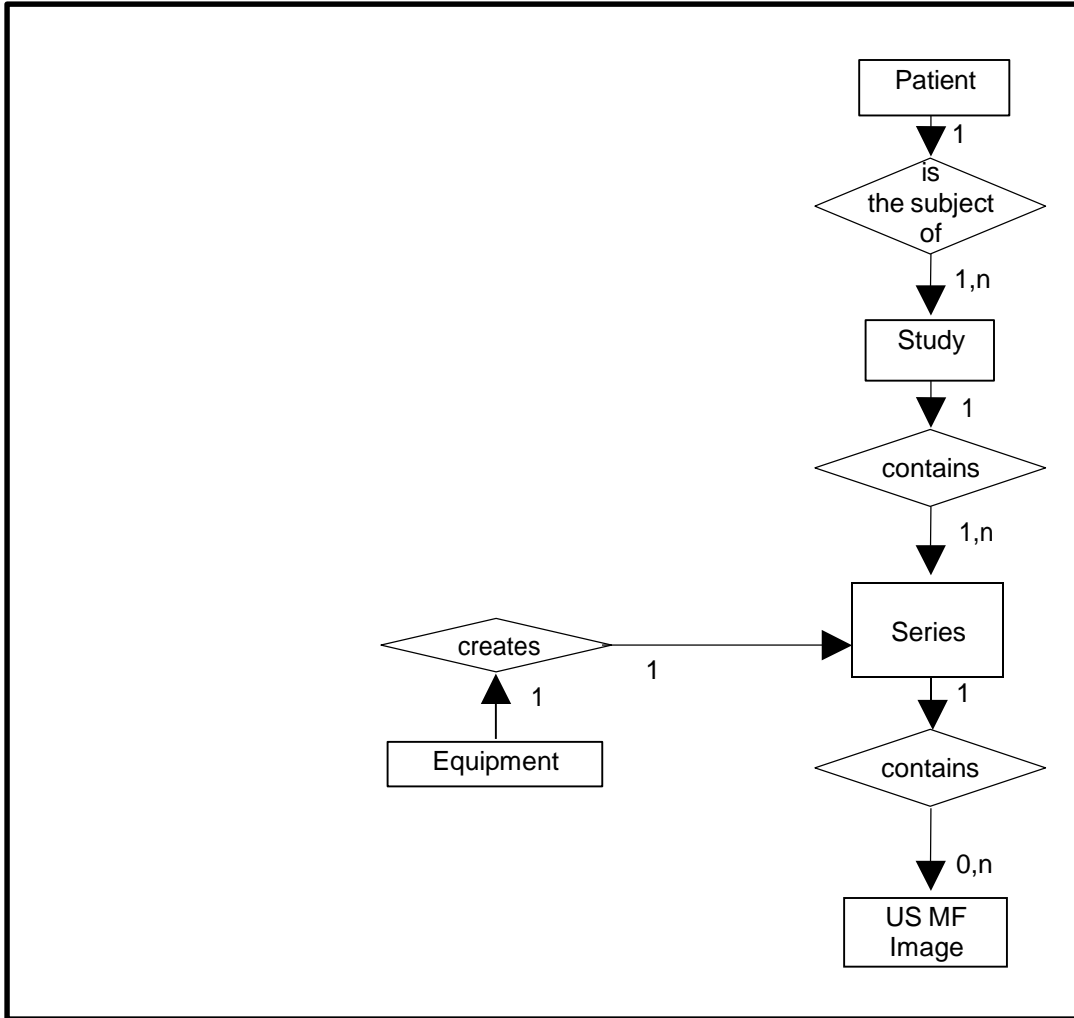 Patient
1
is
the subject
of
1,n
Study
1
contains
1,n
Series
creates
1
1
1
Equipment
contains
0,n
US MF
Image